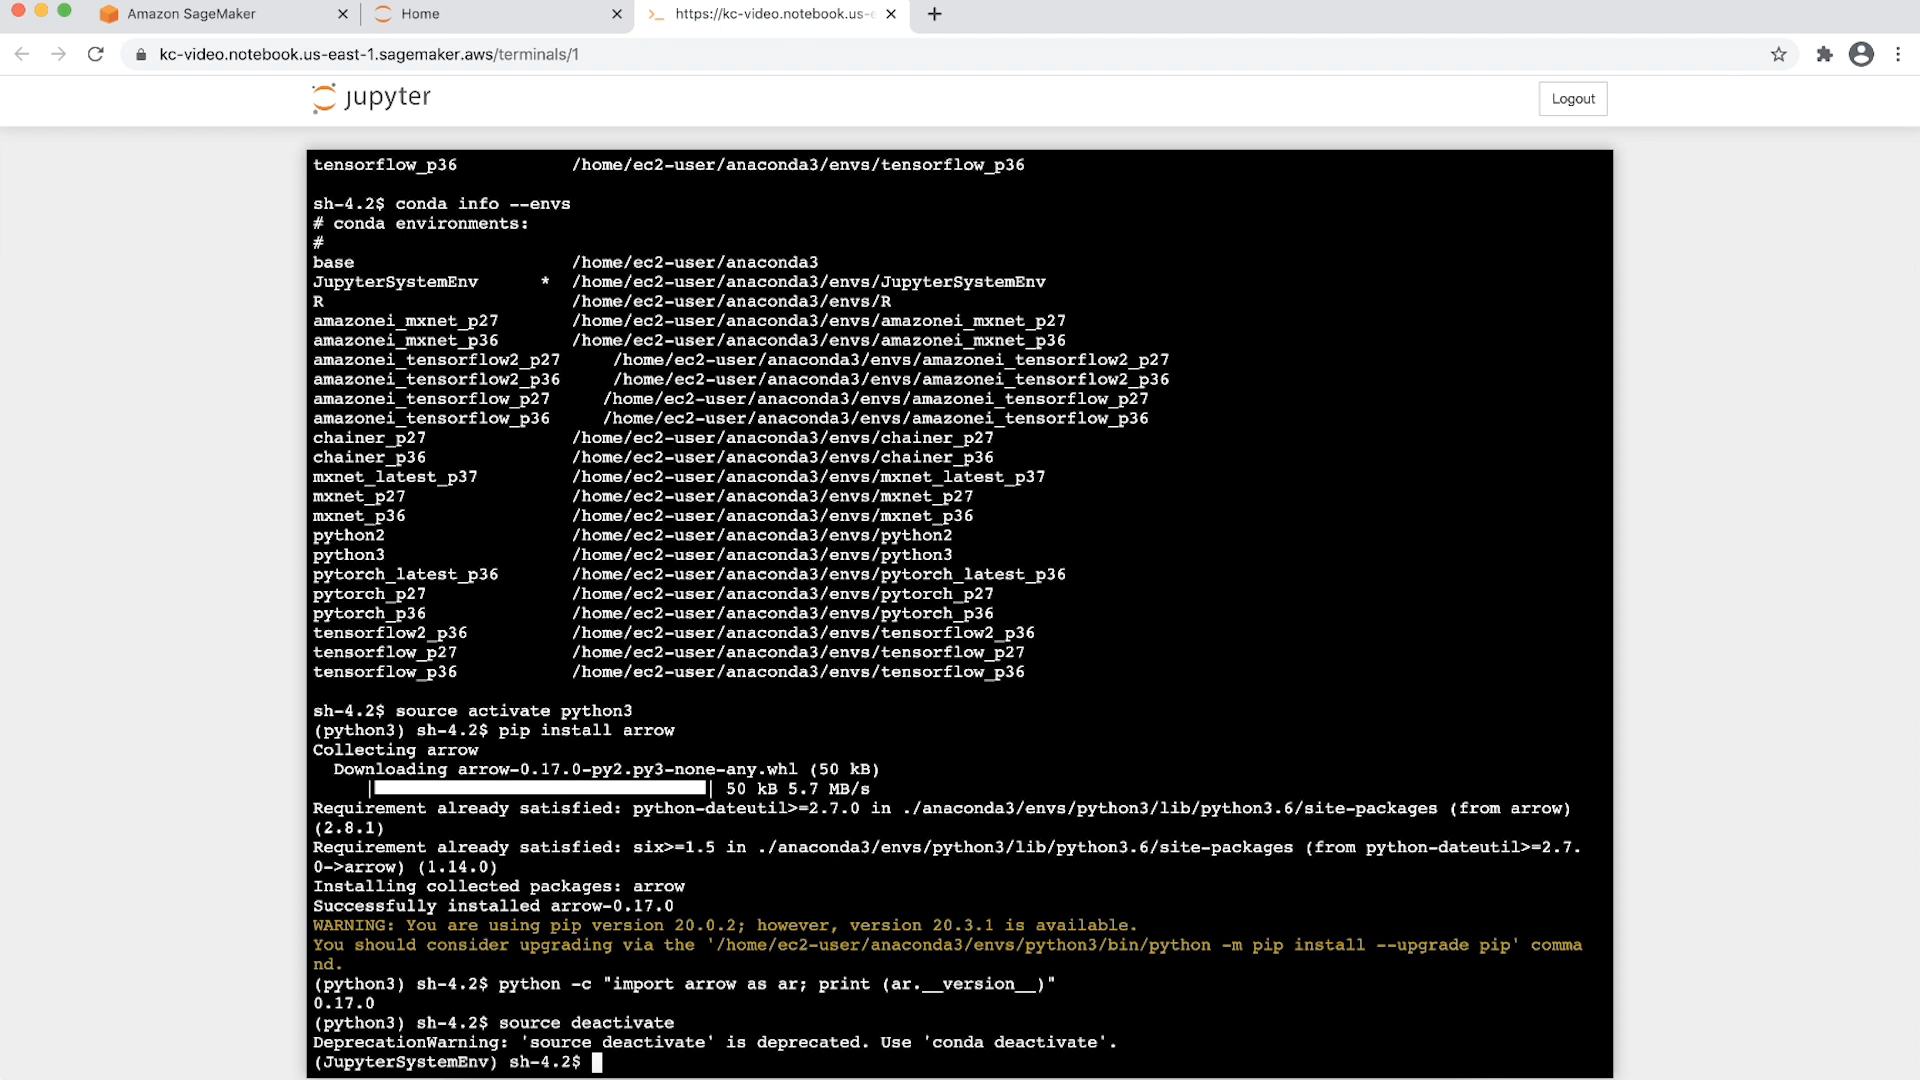 Amazon SageMaker
Home
https://kc-video.notebook.us-e
kc-video.notebook.us-east-1.sagemaker.aws/terminals/1
jupyter
Logout
tensorflow_p36 /home/ec2-user/anaconda3/envs/tensorflow_p36
sh-4.2$ conda info --envs
# conda environments:
#
base /home/ec2-user/anaconda3
JupyterSystemEnv * /home/ec2-user/anaconda3/envs/JupyterSystemEnv
R /home/ec2-user/anaconda3/envs/R
amazonei_mxnet_p27 /home/ec2-user/anaconda3/envs/amazonei_mxnet_p27
amazonei_mxnet_p36 /home/ec2-user/anaconda3/envs/amazonei_mxnet_p36
amazonei_tensorflow2_p27 /home/ec2-user/anaconda3/envs/amazonei_tensorflow2_p27
amazonei_tensorflow2_p36 /home/ec2-user/anaconda3/envs/amazonei_tensorflow2_p36
amazonei_tensorflow_p27 /home/ec2-user/anaconda3/envs/amazonei_tensorflow_p27
amazonei_tensorflow_p36 /home/ec2-user/anaconda3/envs/amazonei_tensorflow_p36
chainer_p27 /home/ec2-user/anaconda3/envs/chainer_p27
chainer_p36 /home/ec2-user/anaconda3/envs/chainer_p36
mxnet_latest_p37 /home/ec2-user/anaconda3/envs/mxnet_latest_p37
mxnet_p27 /home/ec2-user/anaconda3/envs/mxnet_p27
mxnet_p36 /home/ec2-user/anaconda3/envs/mxnet_p36
python2 /home/ec2-user/anaconda3/envs/python2
python3 /home/ec2-user/anaconda3/envs/python3
pytorch_latest_p36 /home/ec2-user/anaconda3/envs/pytorch_latest_p36
pytorch_p27 /home/ec2-user/anaconda3/envs/pytorch_p27
pytorch_p36 /home/ec2-user/anaconda3/envs/pytorch_p36
tensorflow2_p36 /home/ec2-user/anaconda3/envs/tensorflow2_p36
tensorflow_p27 /home/ec2-user/anaconda3/envs/tensorflow_p27
tensorflow_p36 /home/ec2-user/anaconda3/envs/tensorflow_p36
sh-4.2$ source activate python3
(python3) sh-4.2$ pip install arrow
Collecting arrow
Downloading arrow-0.17.0-py2.py3-none-any.whl (50 kB)
| | 50 kB 5.7 MB/s
Requirement already satisfied: python-dateutil>=2.7.0 in ./anaconda3/envs/python3/lib/python3.6/site-packages (from arrow)
(2.8.1)
Requirement already satisfied: six>=1.5 in ./anaconda3/envs/python3/lib/python3.6/site-packages (from python-dateutil>=2.7.
0->arrow) (1.14.0)
Installing collected packages: arrow
Successfully installed arrow-0.17.0
WARNING: You are using pip version 20.0.2; however, version 20.3.1 is available.
You should consider upgrading via the '/home/ec2-user/anaconda3/envs/python3/bin/python -m pip install --upgrade pip' comma
nd.
(python3) sh-4.2$ python -c "import arrow as ar; print (ar.__version__)"
0.17.0
(python3) sh-4.2$ source deactivate
DeprecationWarning: 'source deactivate' is deprecated. Use 'conda deactivate'.
(JupyterSystemEnv) sh-4.2$